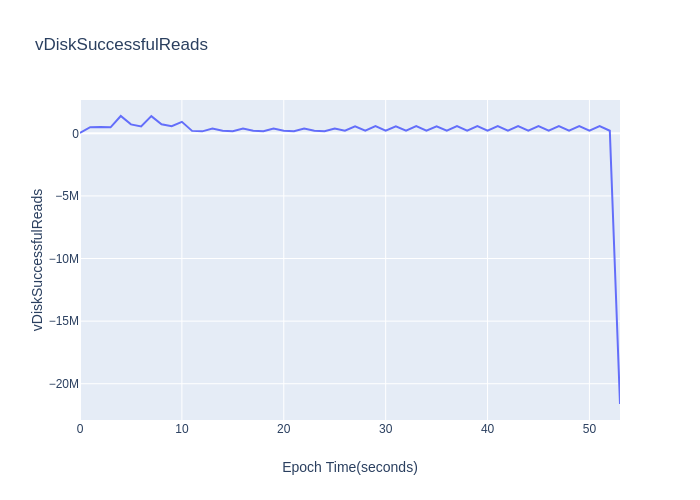 vDiskSuccessfulReads
vDiskSuccessfulReads
0
−5M
−10M
−15M
−20M
0
10
20
30
40
50
Epoch Time(seconds)